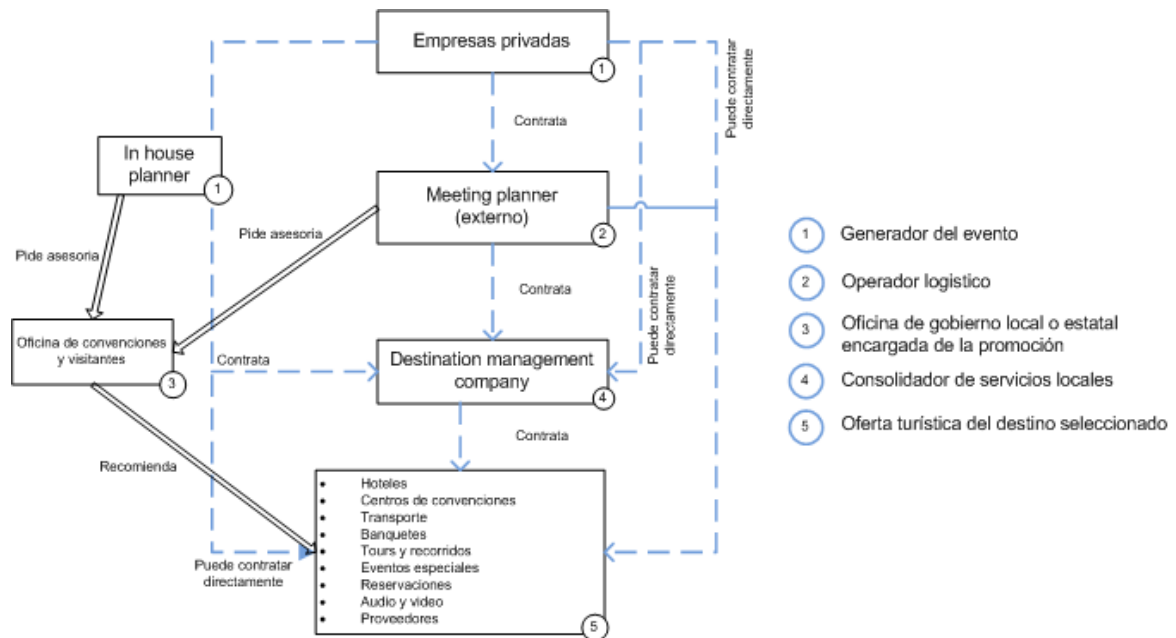 Empresas privadas
1
Puede contratar
directamente
Contrata
In house
planner
1
Meeting planner
(externo)
2
Pide asesoria
Pide asesoria
Contrata
Puede contratar
directamente
Oficina de convenciones
y visitantes
3
Contrata
Destination management
company
4
Contrata
Recomienda
Puede contratar
directamente
• Hoteles
• Centros de convenciones
• Transporte
• Banquetes
• Tours y recorridos
• Eventos especiales
• Reservaciones
• Audio y video
• Proveedores
5
1 Generador del evento
2 Operador logistico
3 Oficina de gobierno local o estatal
encargada de la promoción
4 Consolidador de servicios locales
5 Oferta turística del destino seleccionado